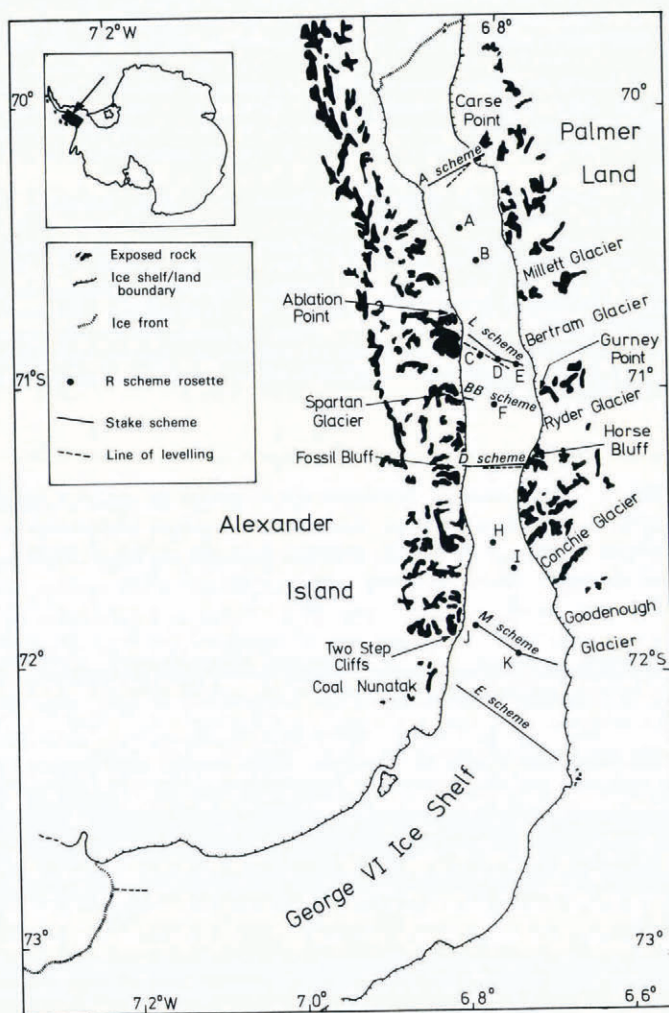 72°W
68°
70°
70°
Carse
Point
Palmer
Land
A scheme
A
B
Exposed rock
Ice shelf/land
boundary
Ice front
R scheme rosette
Stake scheme
Line of levelling
Millett Glacier
Ablation
Point
L scheme
Bertram Glacier
C
D
E
Gurney
Point
71°S
71°
Spartan
Glacier
BB scheme
F
Ryder Glacier
Fossil Bluff
D scheme
Horse
Bluff
Alexander
Island
H
I
Conchie Glacier
Goodenough
Glacier
M scheme
J
K
Two Step
Cliffs
72°
72°S
Coal Nunatak
E scheme
George VI Ice Shelf
73°
73°
72°W
70°
68°
66°